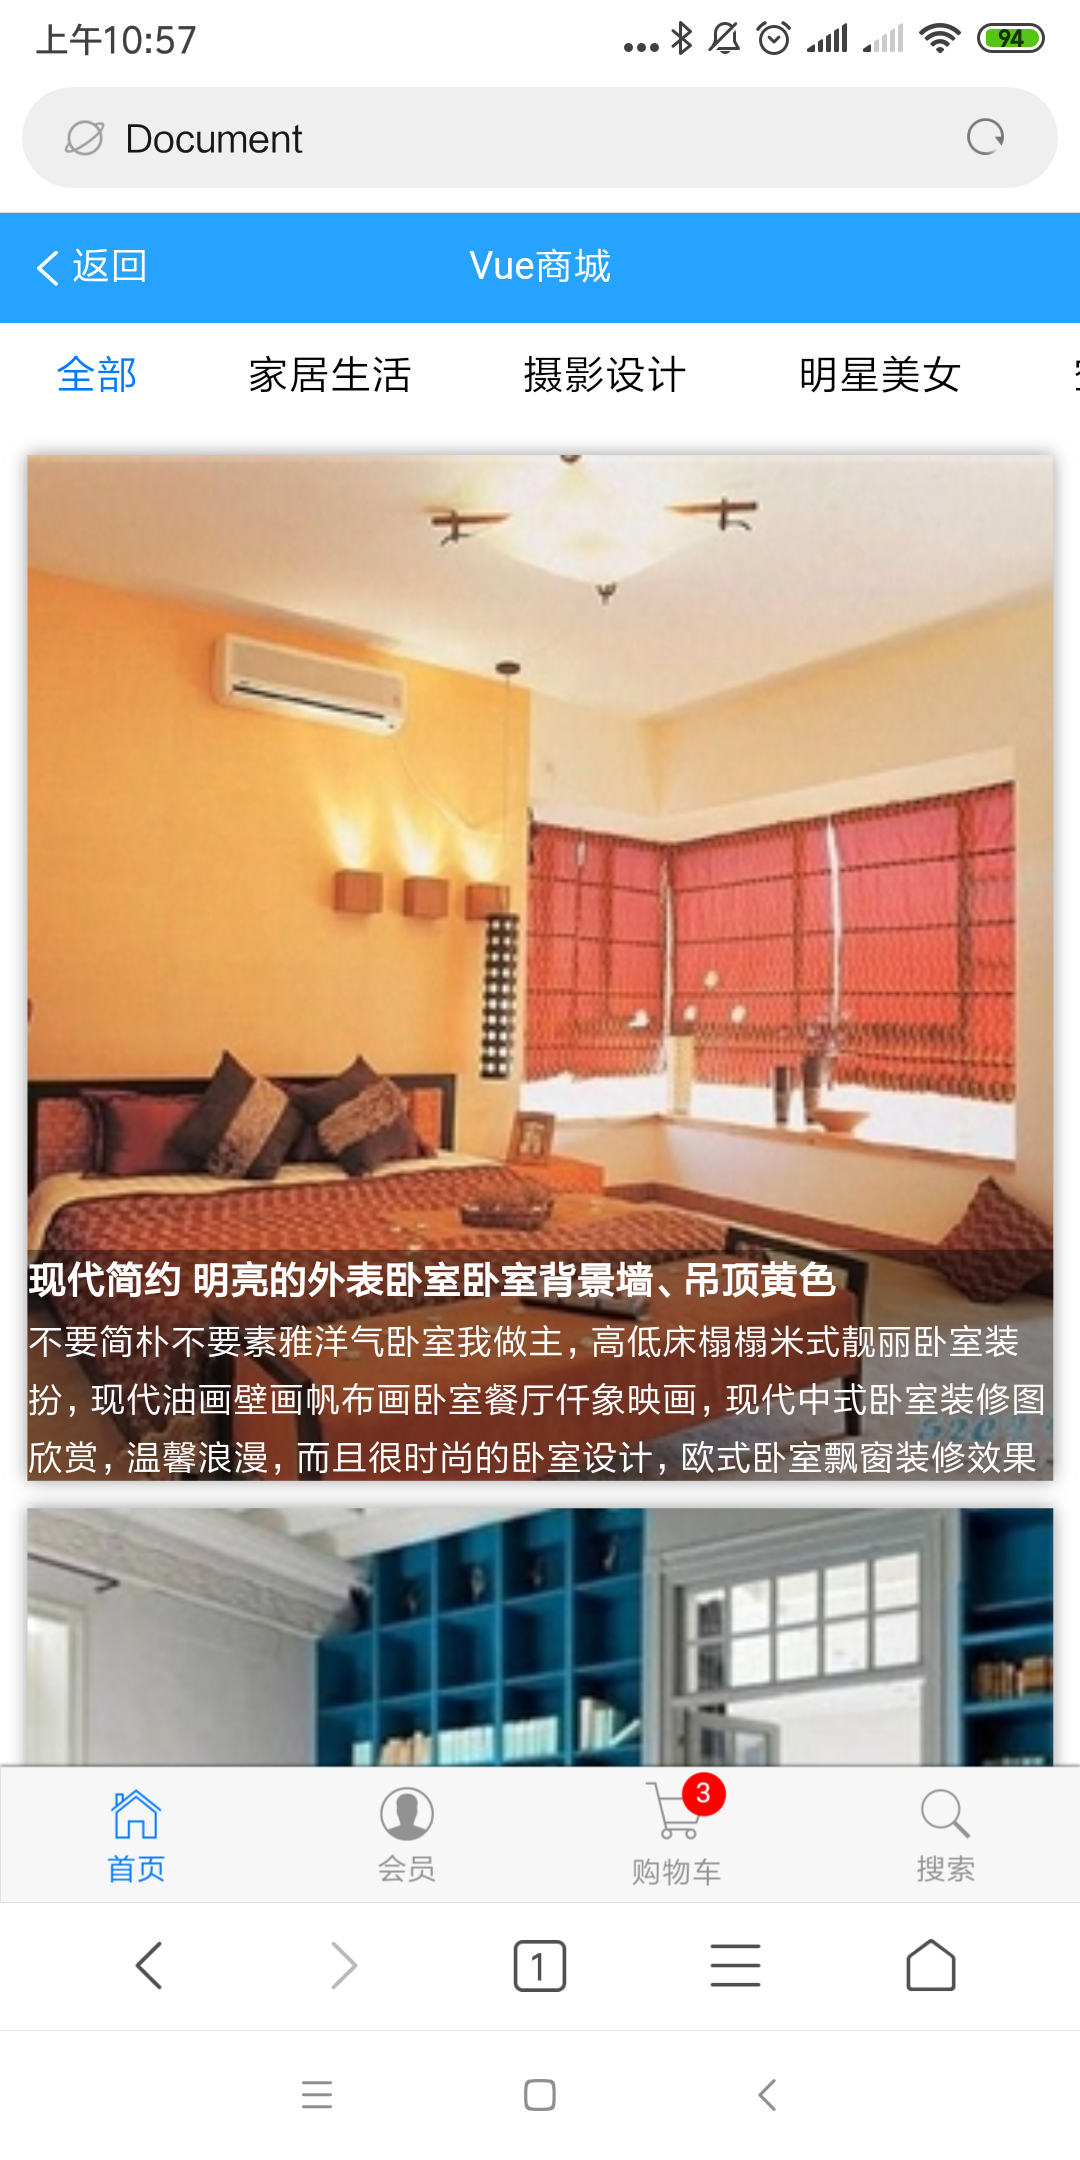 上午10:57
94
Document
返回
Vue商城
全部 家居生活 摄影设计 明星美女
现代简约 明亮的外表卧室卧室背景墙、吊顶黄色
不要简朴不要素雅洋气卧室我做主，高低床榻榻米式靓丽卧室装
扮，现代油画壁画帆布画卧室餐厅仟象映画，现代中式卧室装修图
欣赏，温馨浪漫，而且很时尚的卧室设计，欧式卧室飘窗装修效果
3
首页 会员 购物车 搜索
1